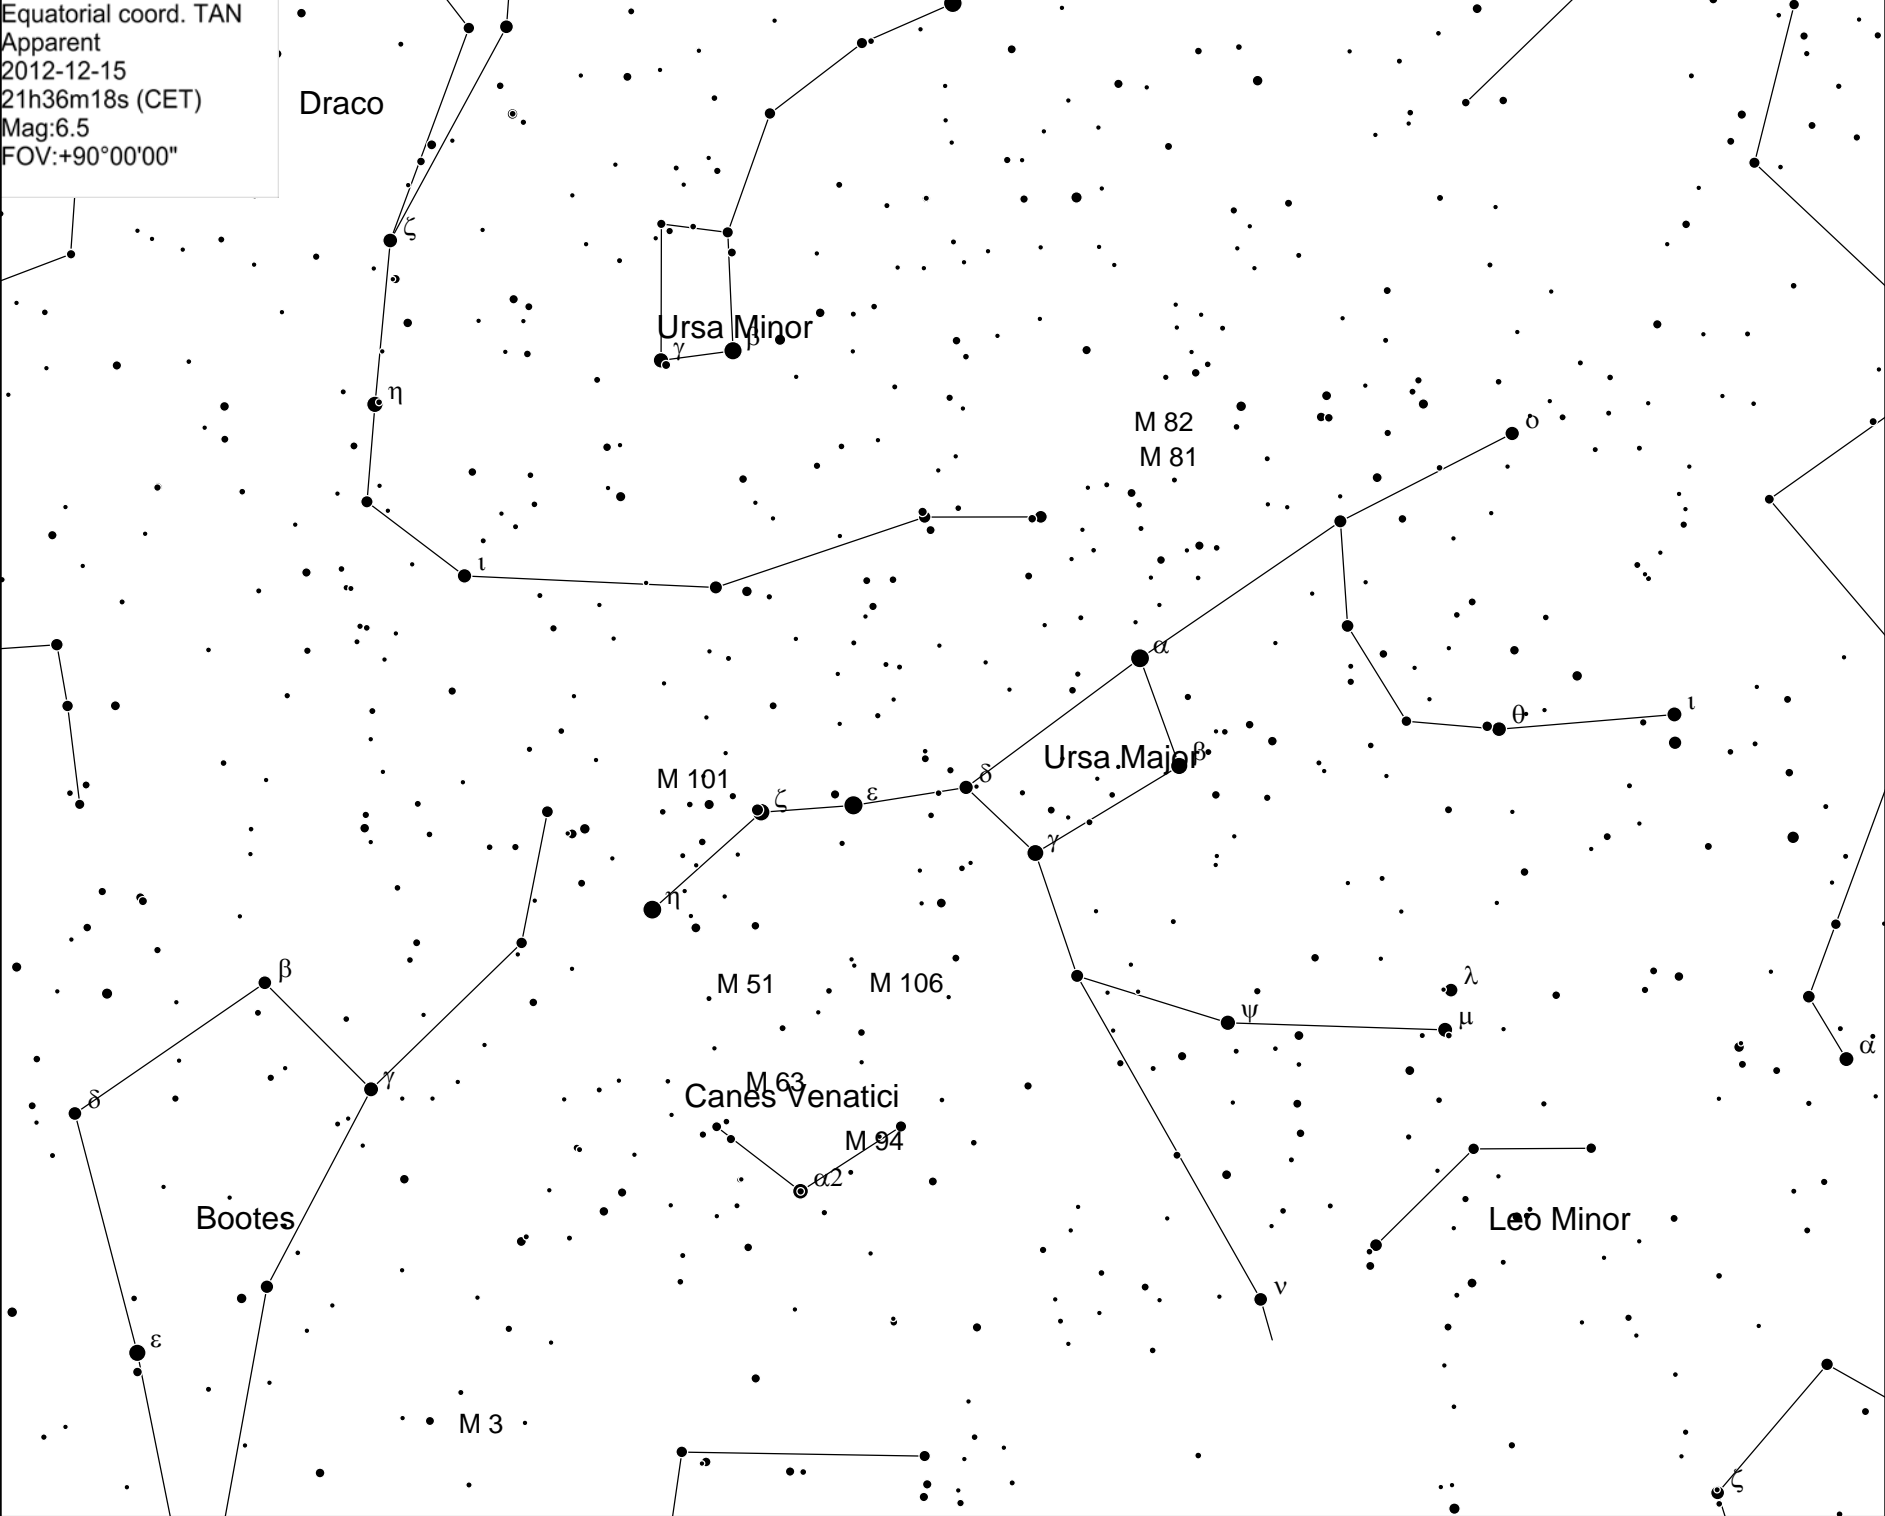 Equatorial coord. TAN
Apparent
2012-12-15
21h36m18s (CET)
Mag:6.5
FOV:+90°00'00"
Draco
ζ
Ursa Minor
β
γ
η
M 82
ο
M 81
ι
α
θ
ι
Ursa Major
β
δ
M 101
ζ
ε
γ
η
β
M 51
M 106
λ
ψ
μ
α
γ
M 63
δ
Canes Venatici
M 94
α2
Bootes
Leo Minor
ν
ε
M 3
ζ